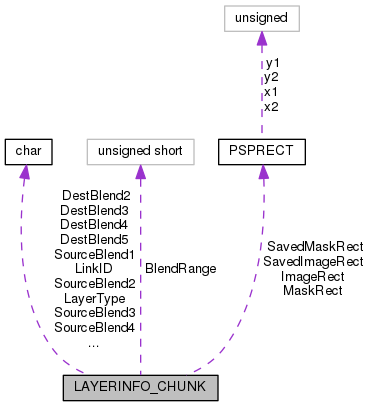 unsigned
y1
y2
x1
x2
char
unsigned short
PSPRECT
DestBlend2
DestBlend3
DestBlend4
DestBlend5
SourceBlend1
LinkID
SourceBlend2
LayerType
SourceBlend3
SourceBlend4
...
BlendRange
SavedMaskRect
SavedImageRect
ImageRect
MaskRect
LAYERINFO_CHUNK